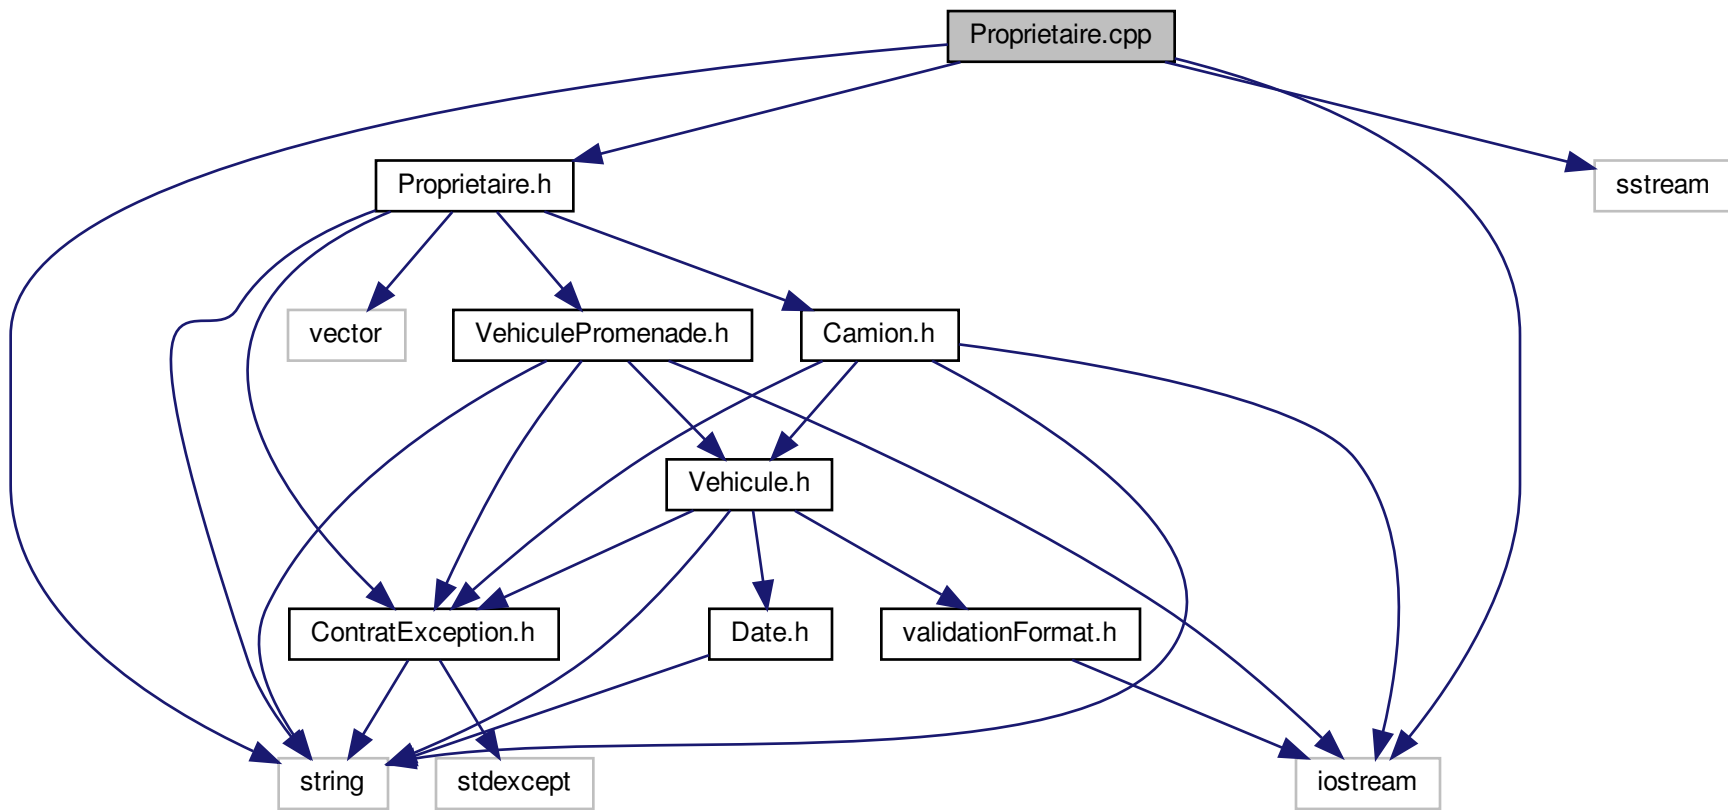 Proprietaire.cpp
Proprietaire.h
sstream
vector
VehiculePromenade.h
Camion.h
Vehicule.h
ContratException.h
Date.h
validationFormat.h
string
stdexcept
iostream